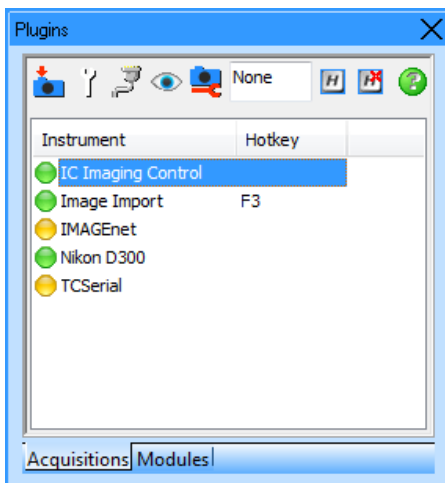 Plugins
None H H ?
Instrument Hotkey
IC Imaging Control
Image Import F3
IMAGEnet
Nikon D300
TCSerial
Acquisitions Modules